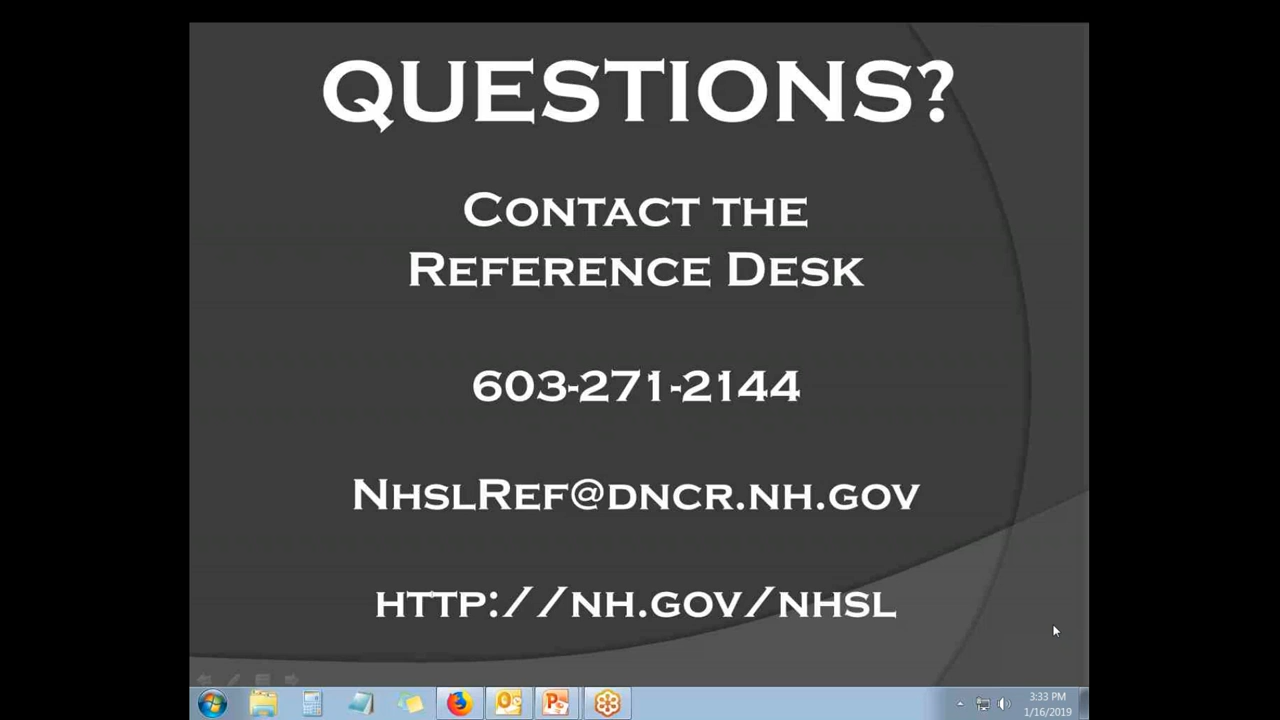 QUESTIONS?
Contact the
Reference Desk
603-271-2144
NhslRef@dncr.nh.gov
http://nh.gov/nhsl
3:33 PM
1/16/2019